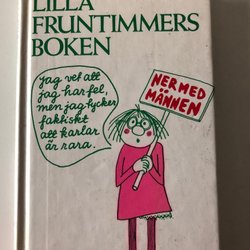 LILLA
FRUNTIMMERS
BOKEN
jag vet att
jag har fel,
men jag tycker
faktiskt
att karlar
är rara.
NER MED
MÄNNEN